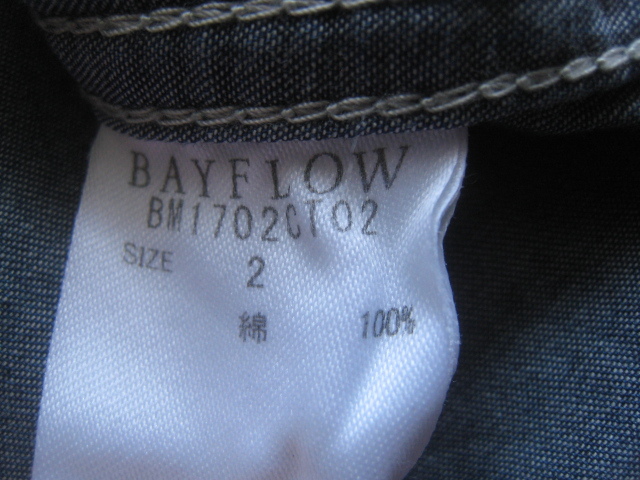 BAYFLOW
BM1702CT02
SIZE 2
綿 100%